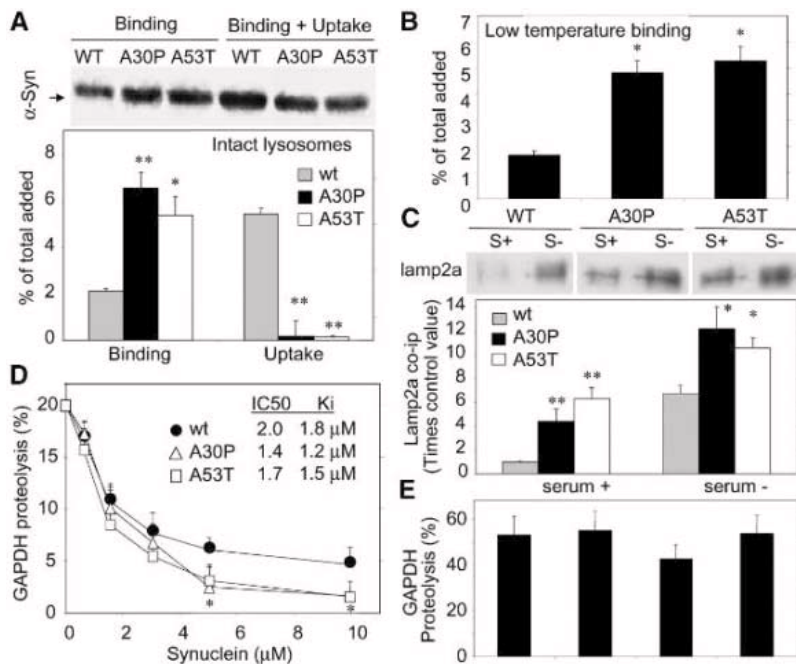 A
Binding
Binding + Uptake
WT A30P A53T
WT A30P A53T
α-Syn
Intact lysosomes
wt
A30P
A53T
**
*
**
**
% of total added
8
6
4
2
0
Binding
Uptake
B
Low temperature binding
*
*
% of total added
7
6
5
4
3
2
1
0
C
WT
A30P
A53T
S+ S- S+ S- S+ S-
lamp2a
wt
A30P
A53T
**
**
*
*
Lamp2a co-ip
(Times control value)
14
12
10
8
6
4
2
0
serum +
serum -
D
IC50 Ki
wt 2.0 1.8 μM
A30P 1.4 1.2 μM
A53T 1.7 1.5 μM
GAPDH proteolysis (%)
20
15
10
5
0
*
*
0 2 4 6 8 10
Synuclein (μM)
E
GAPDH
Proteolysis (%)
60
40
20
0